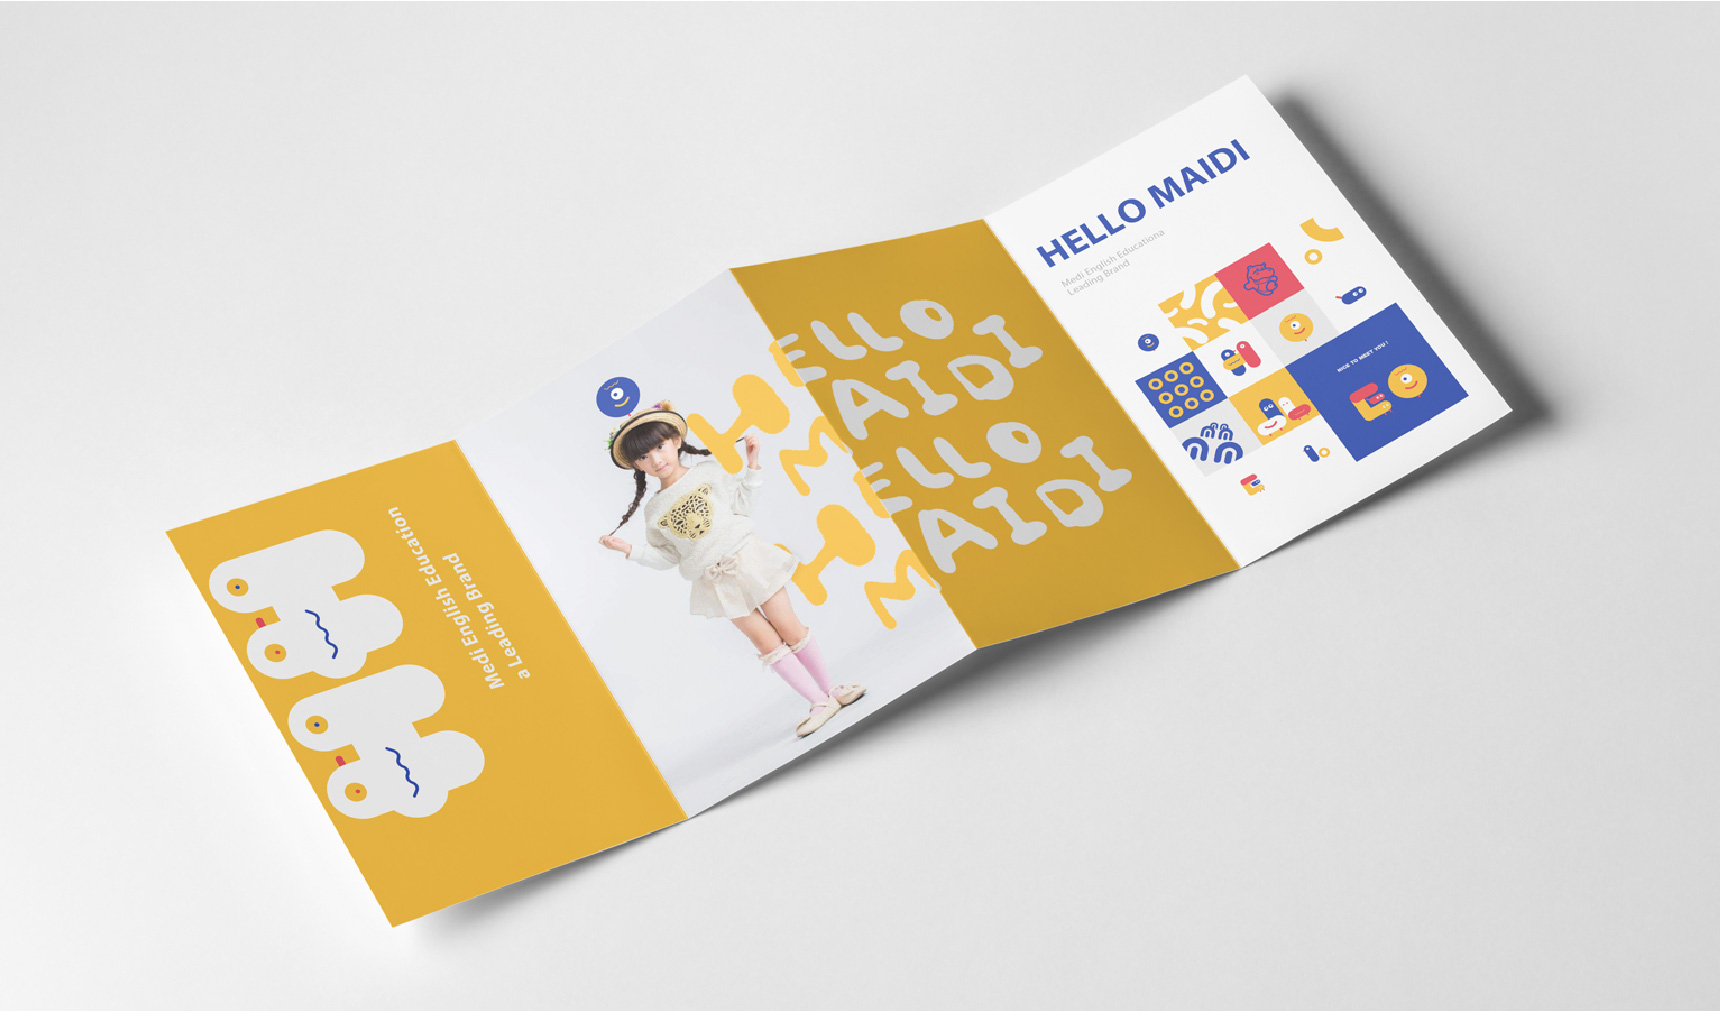 Medi English Education
a Leading Brand
HELLO
MAIDI
HELLO
MAIDI
HELLO MAIDI
Medi English Educationa
Leading Brand
NICE TO MEET YOU !